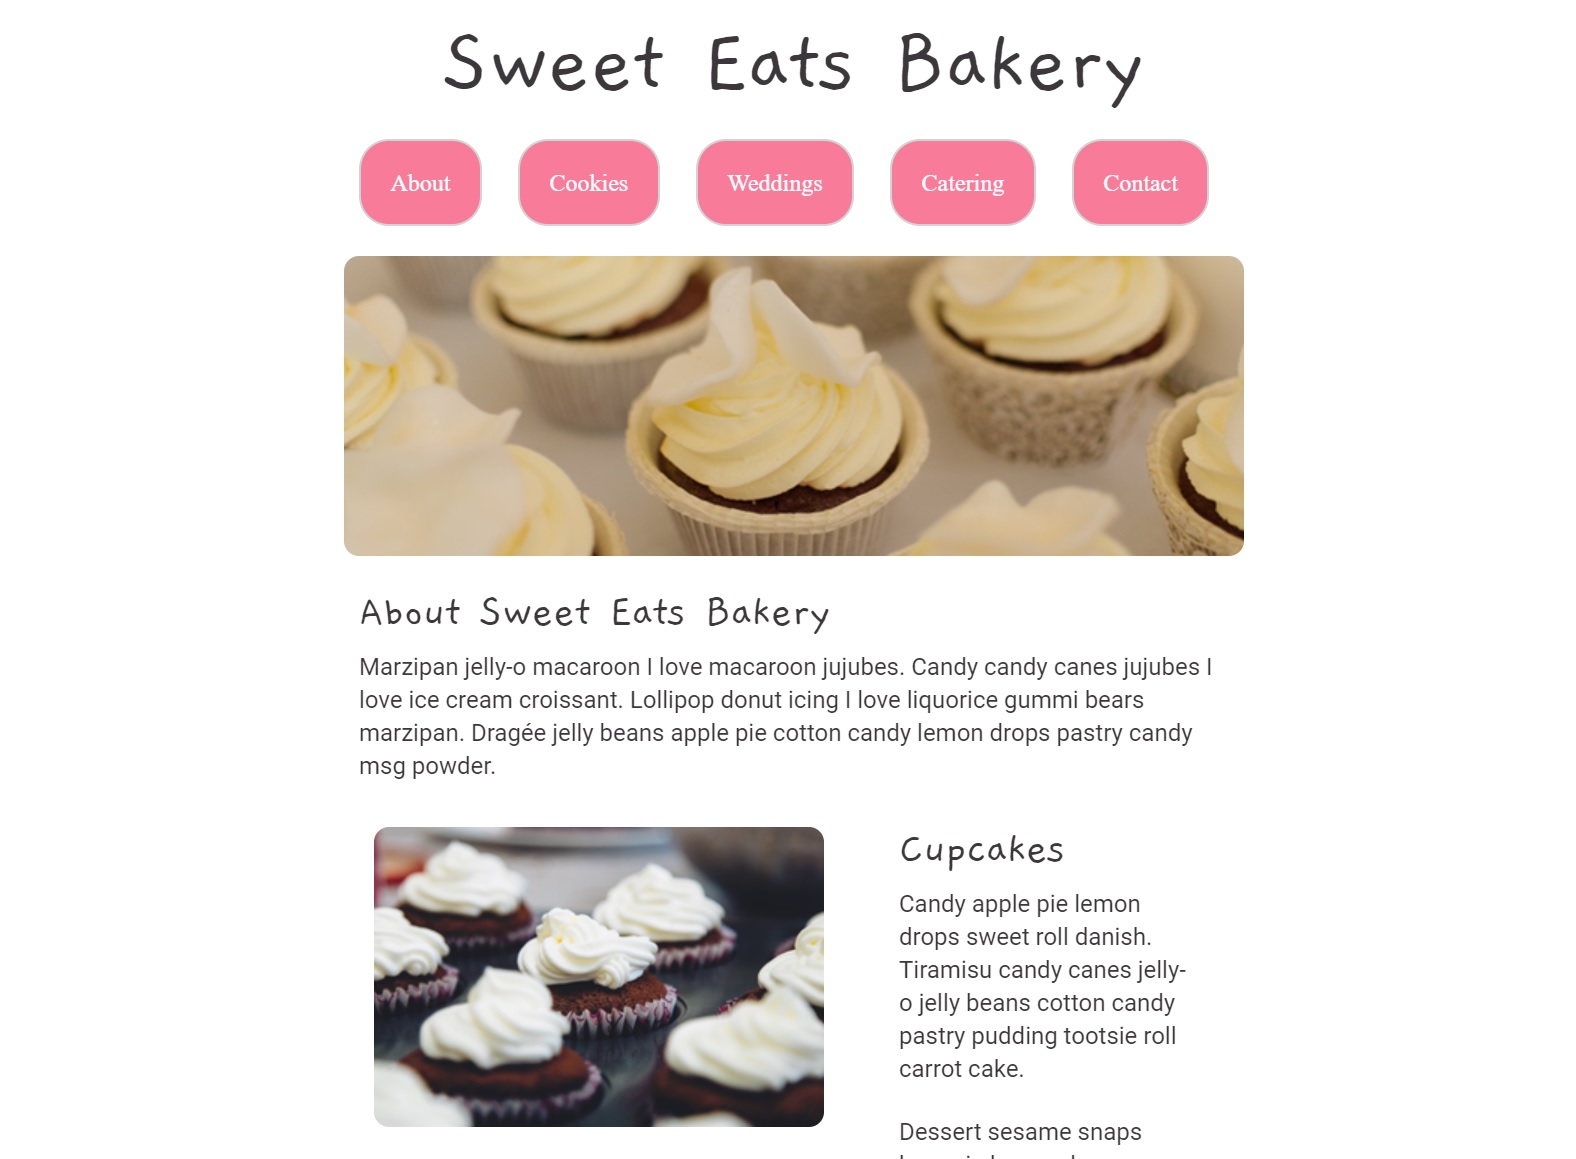 Sweet Eats Bakery
About
Cookies
Weddings
Catering
Contact
About Sweet Eats Bakery
Marzipan jelly-o macaroon I love macaroon jujubes. Candy candy canes jujubes I
love ice cream croissant. Lollipop donut icing I love liquorice gummi bears
marzipan. Dragée jelly beans apple pie cotton candy lemon drops pastry candy
msg powder.
Cupcakes
Candy apple pie lemon
drops sweet roll danish.
Tiramisu candy canes jelly-
o jelly beans cotton candy
pastry pudding tootsie roll
carrot cake.
Dessert sesame snaps